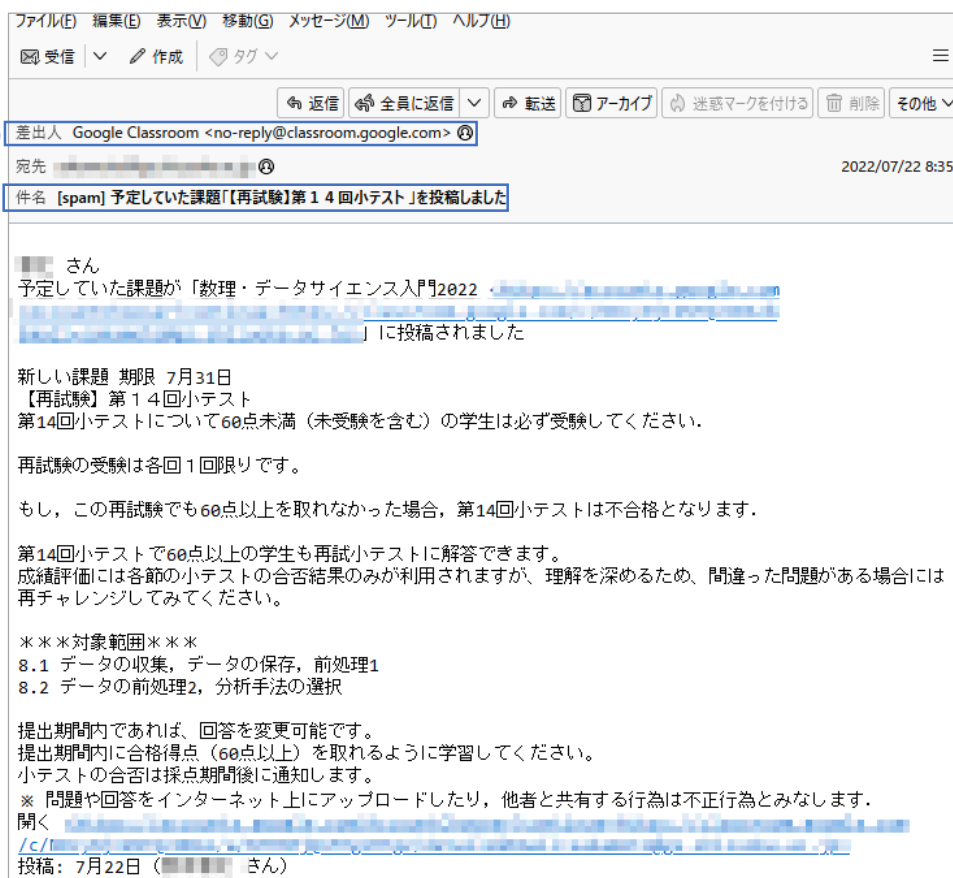 ファイル(F) 編集(E) 表示(V) 移動(G) メッセージ(M) ツール(T) ヘルプ(H)
受信 作成 タグ
返信 全員に返信 転送 アーカイブ 迷惑マークを付ける 削除 その他
差出人 Google Classroom <no-reply@classroom.google.com>
宛先 2022/07/22 8:35
件名 [spam] 予定していた課題「【再試験】第１４回小テスト」を投稿しました
さん
予定していた課題が「数理・データサイエンス入門2022
」に投稿されました
新しい課題 期限 7月31日
【再試験】第１４回小テスト
第14回小テストについて60点未満（未受験を含む）の学生は必ず受験してください．
再試験の受験は各回１回限りです。
もし，この再試験でも60点以上を取れなかった場合，第14回小テストは不合格となります．
第14回小テストで60点以上の学生も再試小テストに解答できます。
成績評価には各節の小テストの合否結果のみが利用されますが、理解を深めるため、間違った問題がある場合には
再チャレンジしてみてください。
＊＊＊対象範囲＊＊＊
8.1 データの収集，データの保存，前処理1
8.2 データの前処理2，分析手法の選択
提出期間内であれば、回答を変更可能です。
提出期間内に合格得点（60点以上）を取れるように学習してください。
小テストの合否は採点期間後に通知します。
※ 問題や回答をインターネット上にアップロードしたり，他者と共有する行為は不正行為とみなします．
開く
/c/
投稿: 7月22日（ さん）